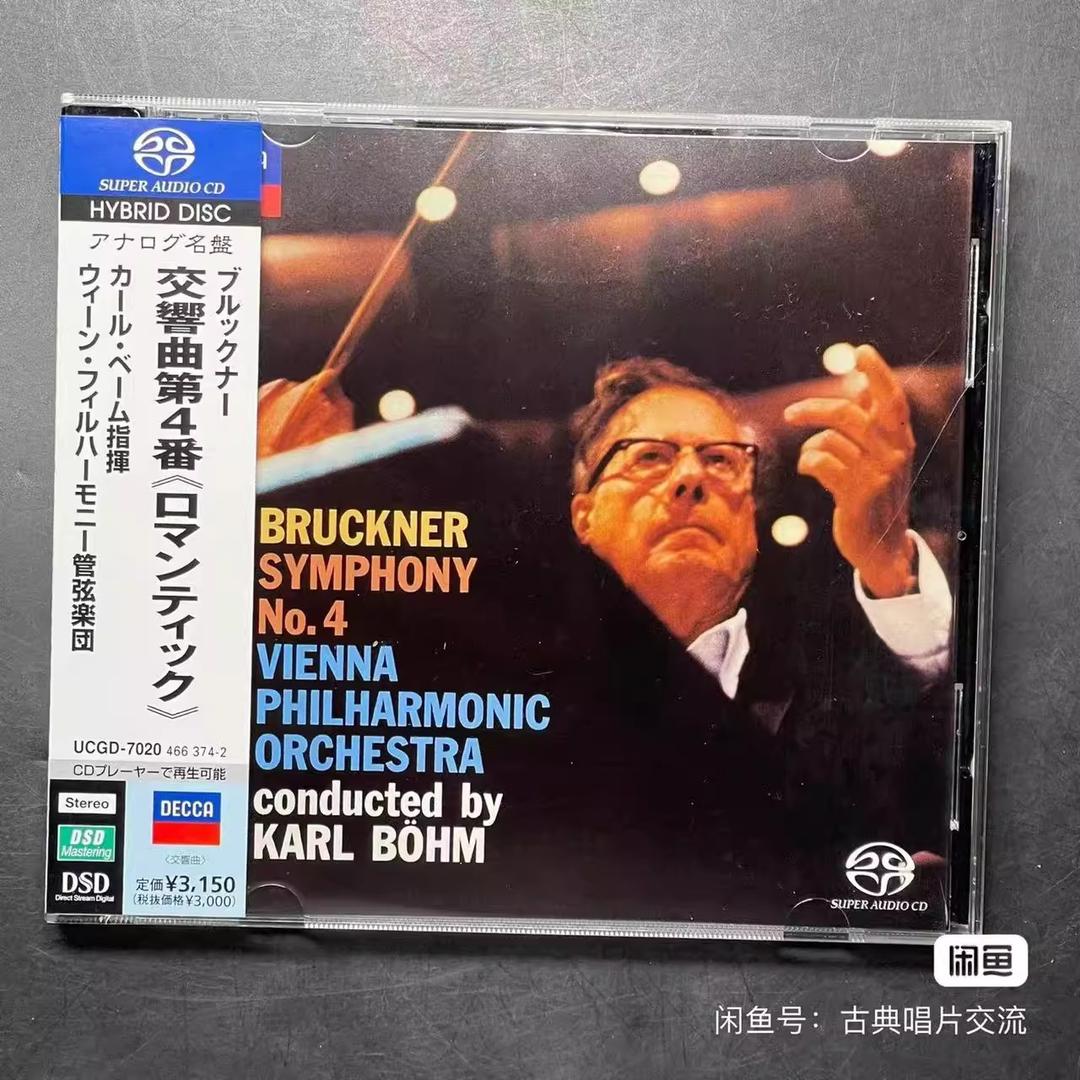 SUPER AUDIO CD
HYBRID DISC
アナログ名盤
ブルックナー
交響曲第4番《ロマンティック》
カール・ベーム指揮
ウィーン・フィルハーモニー管弦楽団
UCGD-7020 466 374-2
CDプレーヤーで再生可能
Stereo
DSD
Mastering
DSD
Direct Stream Digital
DECCA
〈交響曲〉
定価¥3,150
(税抜価格¥3,000)
BRUCKNER
SYMPHONY
No. 4
VIENNA
PHILHARMONIC
ORCHESTRA
conducted by
KARL BÖHM
SUPER AUDIO CD
闲鱼
闲鱼号：古典唱片交流